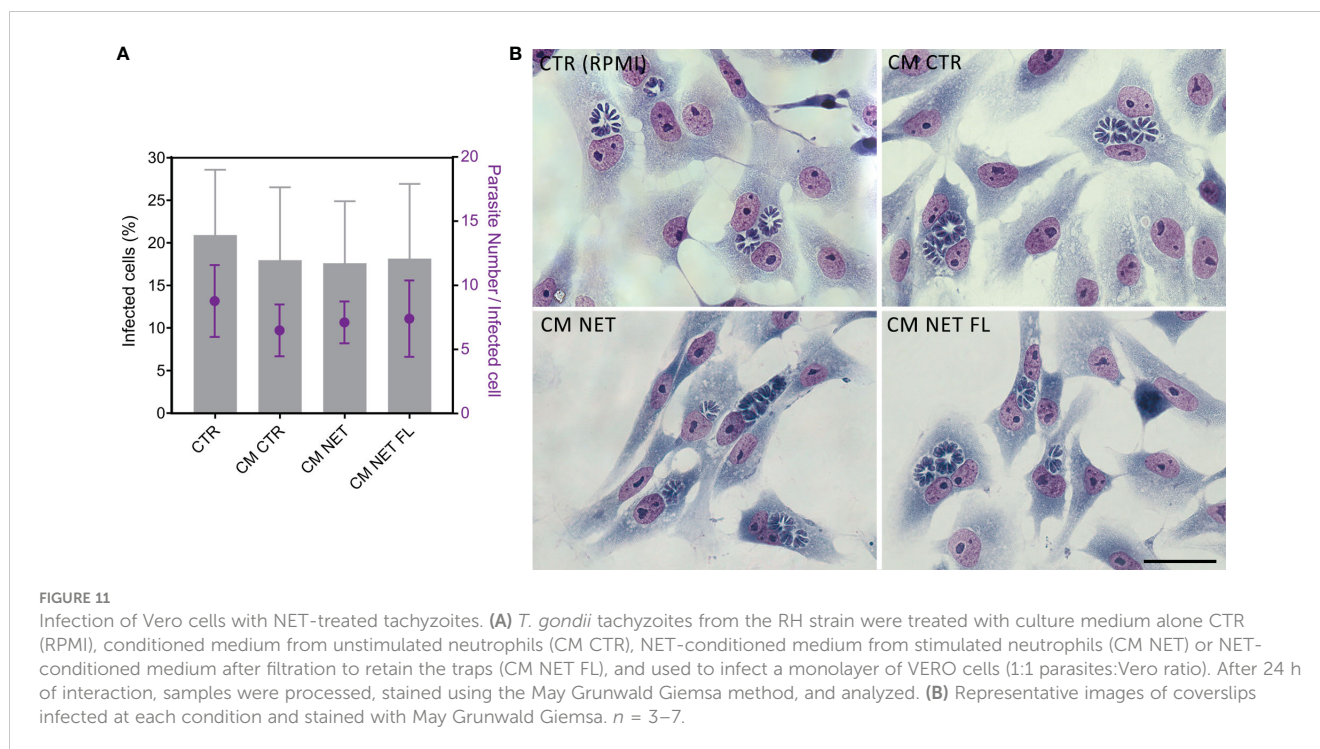 A
B
CTR (RPMI)
CM CTR
CM NET
CM NET FL
30
25
20
15
10
5
0
Infected cells (%)
20
15
10
5
0
Parasite Number / Infected cell
CTR
CM CTR
CM NET
CM NET FL
FIGURE 11
Infection of Vero cells with NET-treated tachyzoites. (A) T. gondii tachyzoites from the RH strain were treated with culture medium alone CTR
(RPMI), conditioned medium from unstimulated neutrophils (CM CTR), NET-conditioned medium from stimulated neutrophils (CM NET) or NET-
conditioned medium after filtration to retain the traps (CM NET FL), and used to infect a monolayer of VERO cells (1:1 parasites:Vero ratio). After 24 h
of interaction, samples were processed, stained using the May Grunwald Giemsa method, and analyzed. (B) Representative images of coverslips
infected at each condition and stained with May Grunwald Giemsa. n = 3–7.